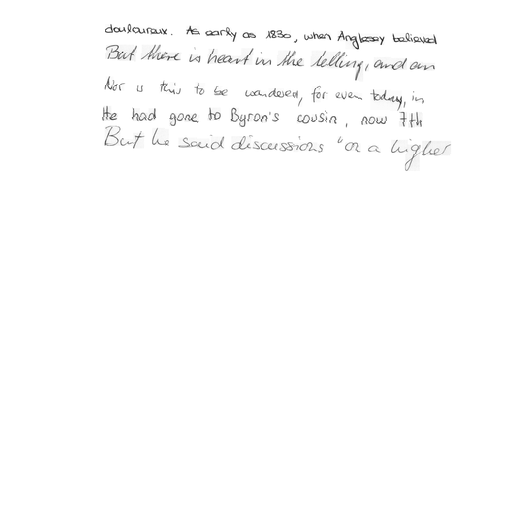 douloureux. As early as 1830, when Anglesey believed
But there is heart in the telling, and an
Nor is this to be wondered, for even today, in
He had gone to Byron's cousin, now 7th
But he said discussions "on a higher